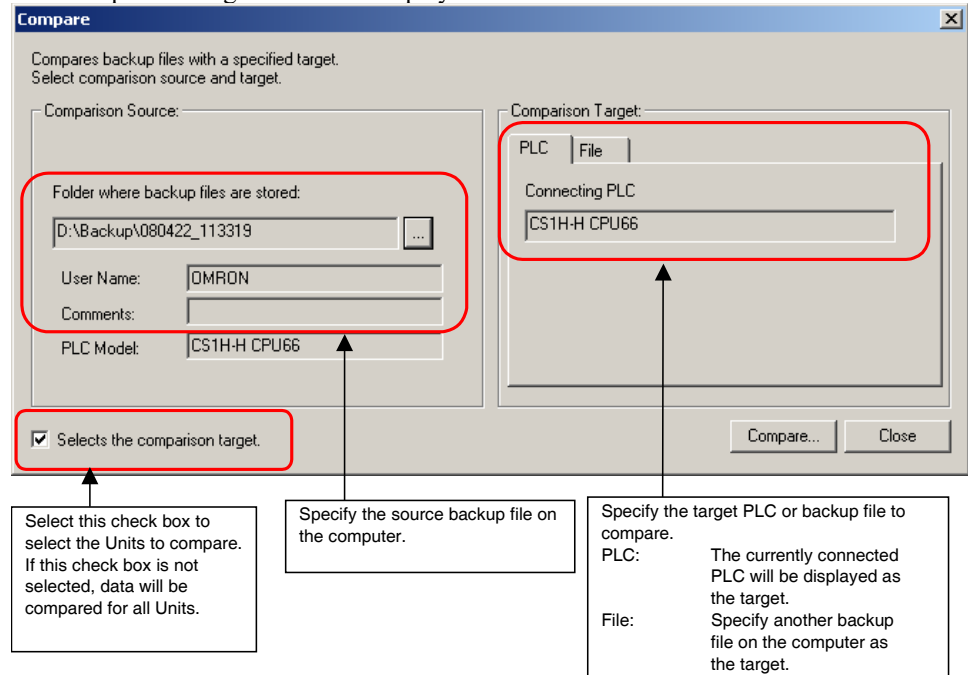 Compare
Compares backup files with a specified target.
Select comparison source and target.
Comparison Source:
Folder where backup files are stored:
D:\Backup\080422_113319
...
User Name: OMRON
Comments:
PLC Model: CS1H-H CPU66
Comparison Target:
PLC File
Connecting PLC
CS1H-H CPU66
Selects the comparison target.
Compare... Close
Select this check box to
select the Units to compare.
If this check box is not
selected, data will be
compared for all Units.
Specify the source backup file on
the computer.
Specify the target PLC or backup file to
compare.
PLC: The currently connected
PLC will be displayed as
the target.
File: Specify another backup
file on the computer as
the target.